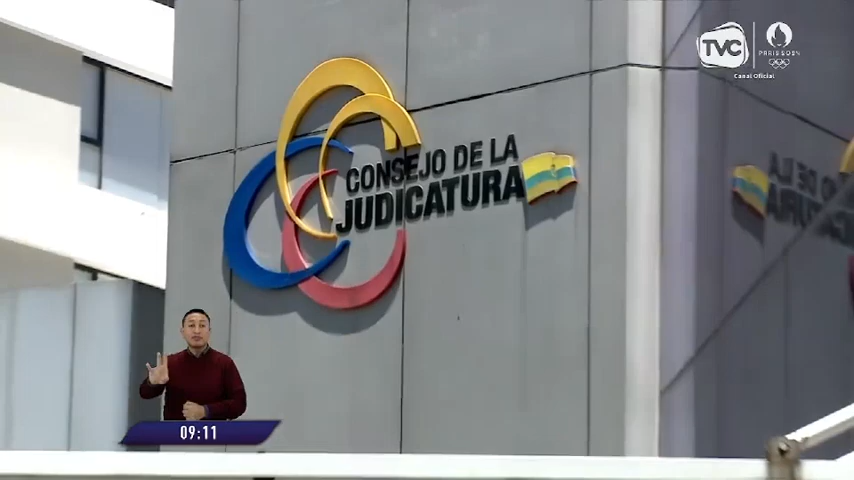 TVC
PARIS 2024
Canal Oficial
CONSEJO DE LA
JUDICATURA
09:11